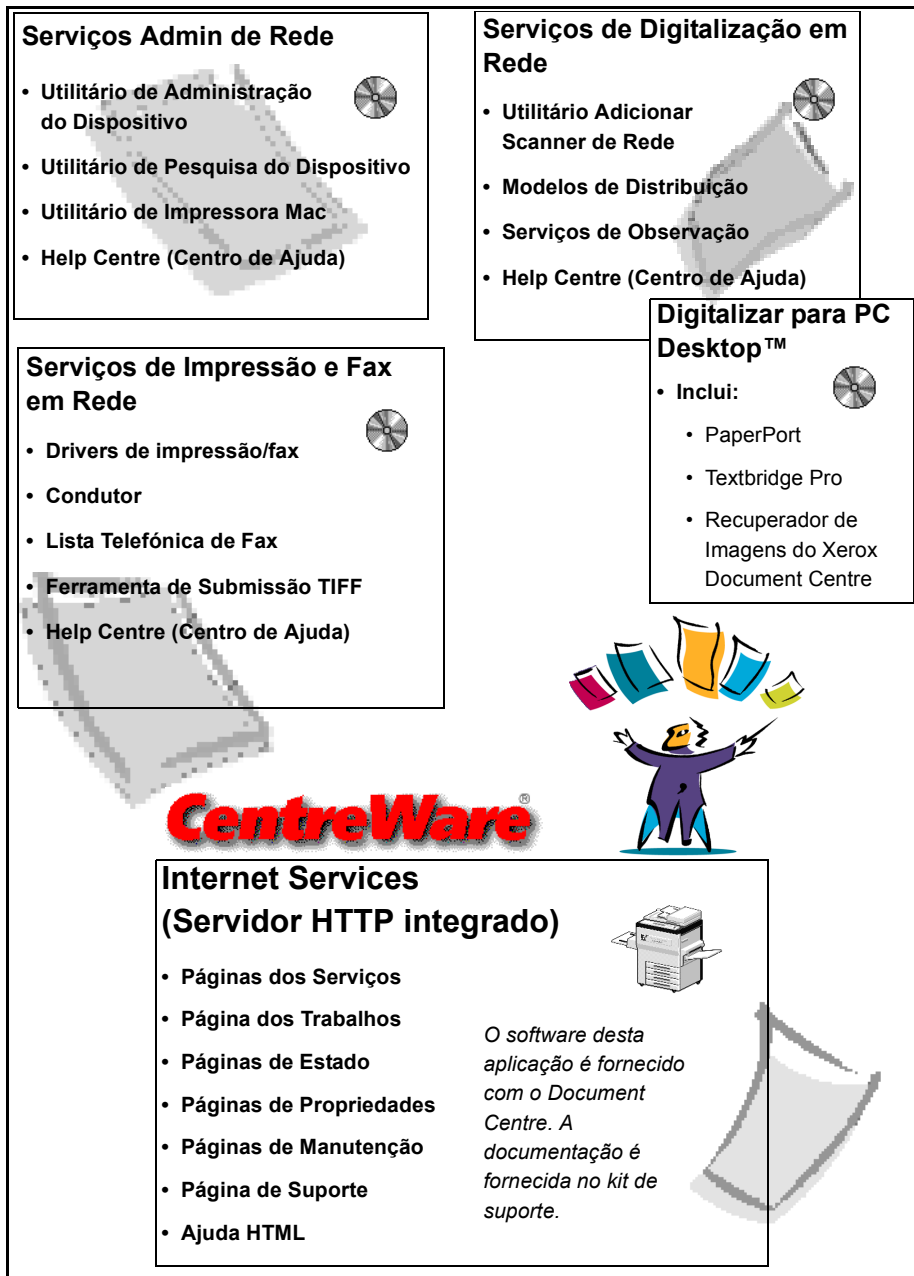 Serviços Admin de Rede
• Utilitário de Administração
do Dispositivo
• Utilitário de Pesquisa do Dispositivo
• Utilitário de Impressora Mac
• Help Centre (Centro de Ajuda)
Serviços de Digitalização em
Rede
• Utilitário Adicionar
Scanner de Rede
• Modelos de Distribuição
• Serviços de Observação
• Help Centre (Centro de Ajuda)
Digitalizar para PC
Desktop™
• Inclui:
• PaperPort
• Textbridge Pro
• Recuperador de
Imagens do Xerox
Document Centre
Serviços de Impressão e Fax
em Rede
• Drivers de impressão/fax
• Condutor
• Lista Telefónica de Fax
• Ferramenta de Submissão TIFF
• Help Centre (Centro de Ajuda)
CentreWare®
Internet Services
(Servidor HTTP integrado)
• Páginas dos Serviços
• Página dos Trabalhos
• Páginas de Estado
• Páginas de Propriedades
• Páginas de Manutenção
• Página de Suporte
• Ajuda HTML
O software desta
aplicação é fornecido
com o Document
Centre. A
documentação é
fornecida no kit de
suporte.